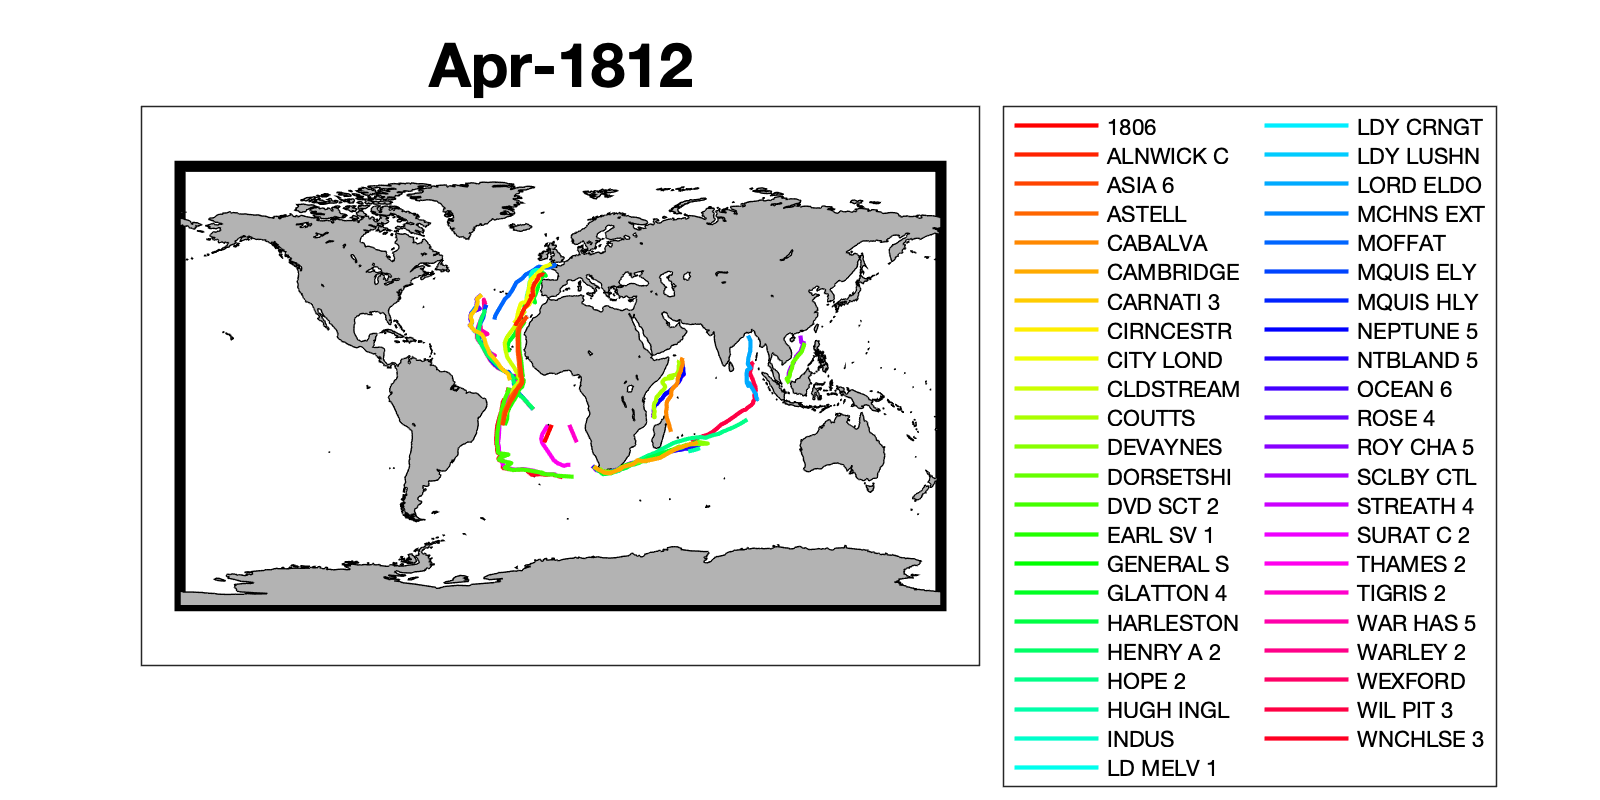 Apr-1812
1806
ALNWICK C
ASIA 6
ASTELL
CABALVA
CAMBRIDGE
CARNATI 3
CIRNCESTR
CITY LOND
CLDSTREAM
COUTTS
DEVAYNES
DORSETSHI
DVD SCT 2
EARL SV 1
GENERAL S
GLATTON 4
HARLESTON
HENRY A 2
HOPE 2
HUGH INGL
INDUS
LD MELV 1
LDY CRNGT
LDY LUSHN
LORD ELDO
MCHNS EXT
MOFFAT
MQUIS ELY
MQUIS HLY
NEPTUNE 5
NTBLAND 5
OCEAN 6
ROSE 4
ROY CHA 5
SCLBY CTL
STREATH 4
SURAT C 2
THAMES 2
TIGRIS 2
WAR HAS 5
WARLEY 2
WEXFORD
WIL PIT 3
WNCHLSE 3